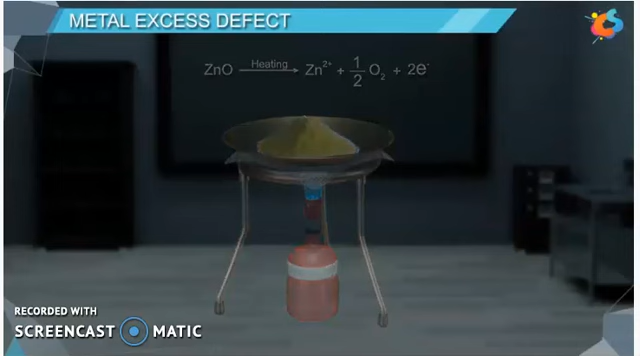 METAL EXCESS DEFECT
ZnO ⟶ Heating Zn²⁺ + 1/2 O₂ + 2e⁻
RECORDED WITH
SCREENCAST MATIC